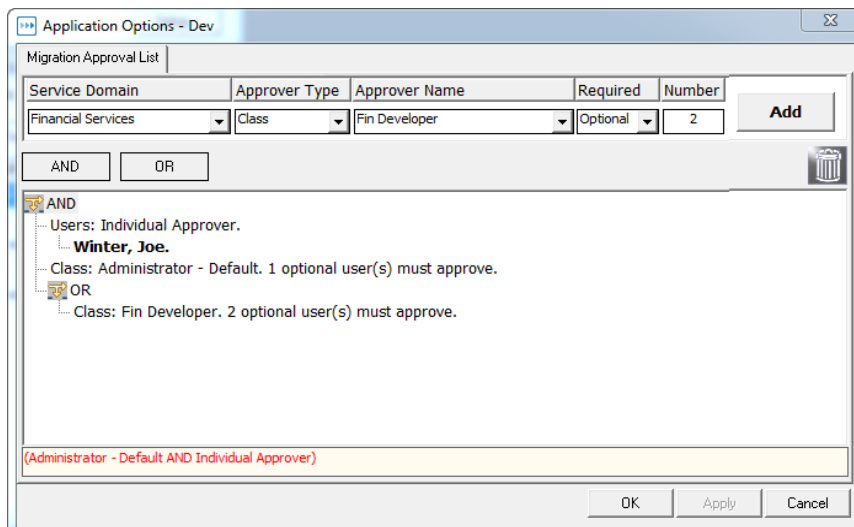 Application Options - Dev
Migration Approval List
Service Domain Approver Type Approver Name Required Number
Financial Services Class Fin Developer Optional 2 Add
AND OR
AND
Users: Individual Approver.
Winter, Joe.
Class: Administrator - Default. 1 optional user(s) must approve.
OR
Class: Fin Developer. 2 optional user(s) must approve.
(Administrator - Default AND Individual Approver)
OK Apply Cancel